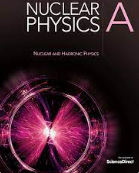 NUCLEAR
PHYSICS A
NUCLEAR AND HADRONIC PHYSICS
ScienceDirect